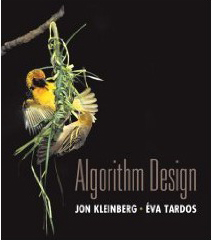 Algorithm Design
JON KLEINBERG • ÉVA TARDOS